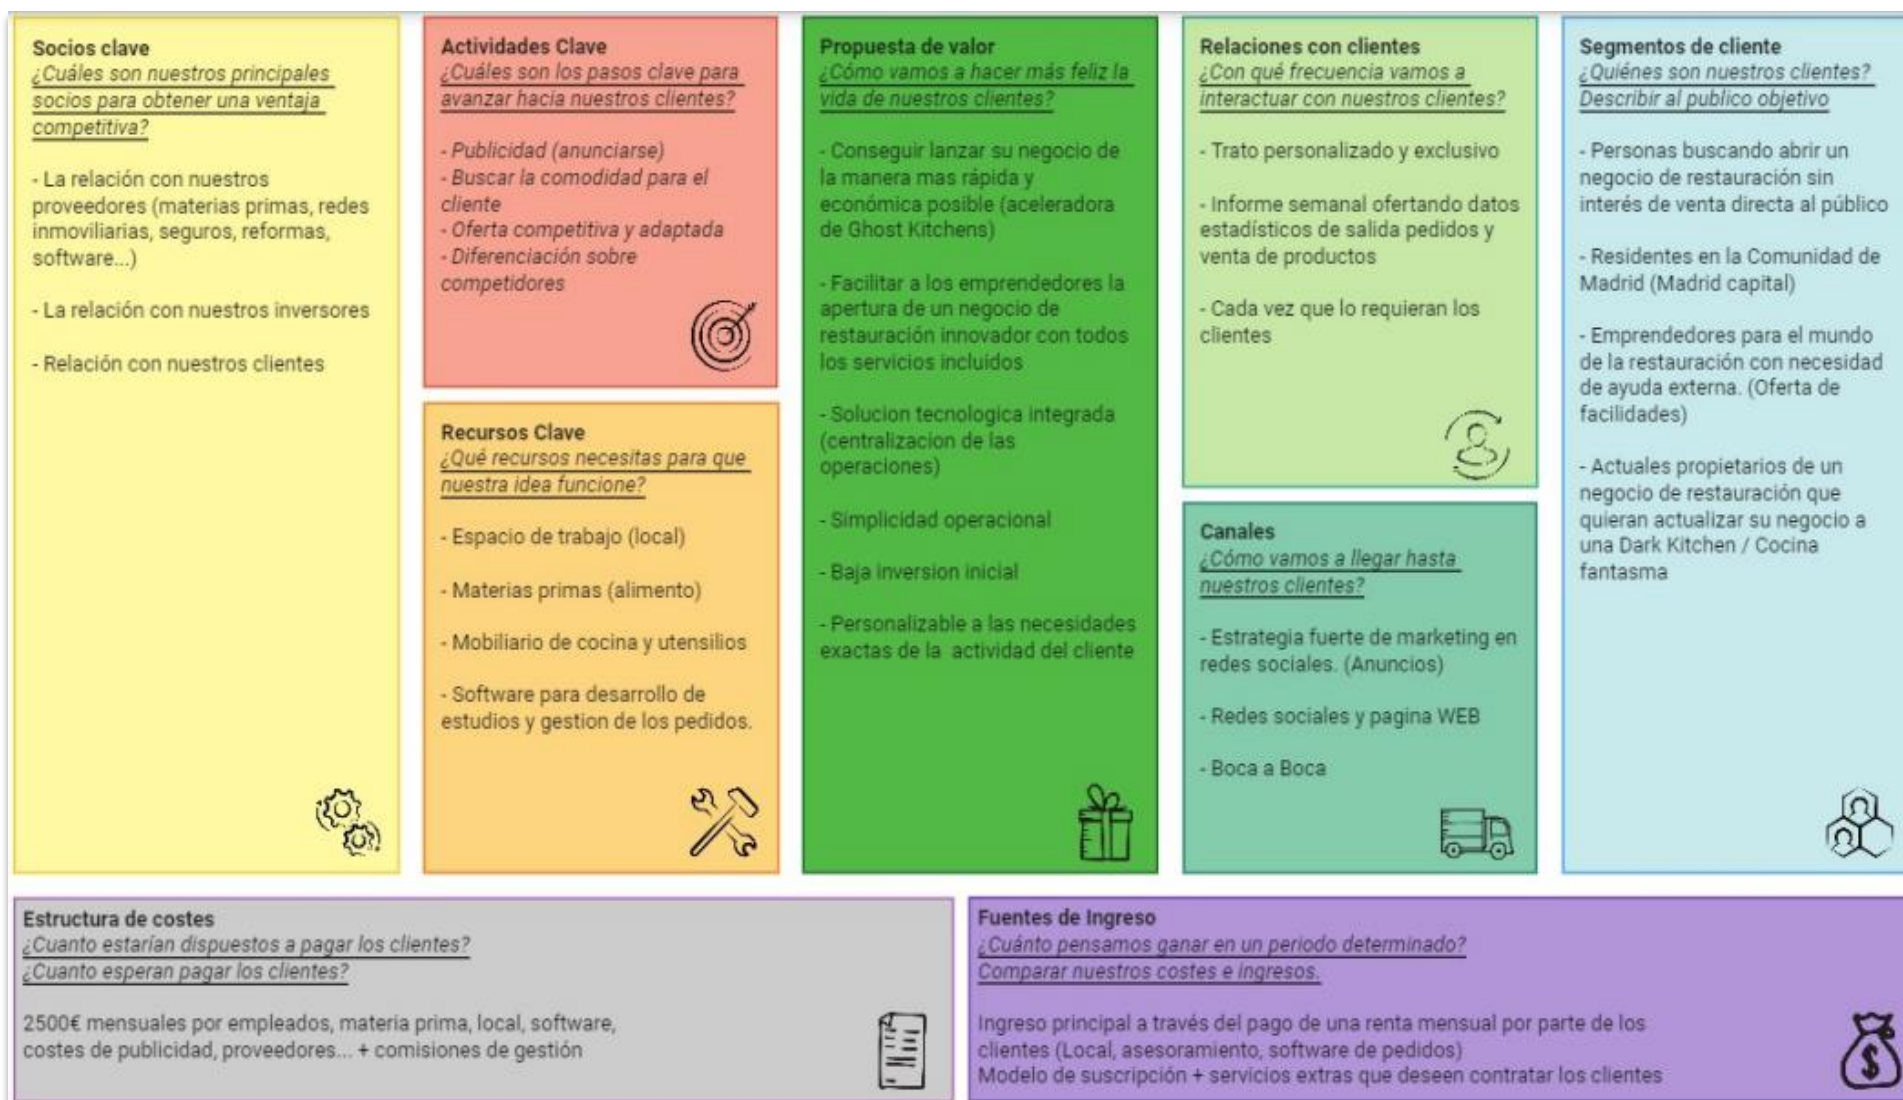 Socios clave
¿Cuáles son nuestros principales
socios para obtener una ventaja
competitiva?
- La relación con nuestros
proveedores (materias primas, redes
inmoviliarias, seguros, reformas,
software...)
- La relación con nuestros inversores
- Relación con nuestros clientes
Actividades Clave
¿Cuáles son los pasos clave para
avanzar hacia nuestros clientes?
- Publicidad (anunciarse)
- Buscar la comodidad para el
cliente
- Oferta competitiva y adaptada
- Diferenciación sobre
competidores
Recursos Clave
¿Qué recursos necesitas para que
nuestra idea funcione?
- Espacio de trabajo (local)
- Materias primas (alimento)
- Mobiliario de cocina y utensilios
- Software para desarrollo de
estudios y gestion de los pedidos.
Propuesta de valor
¿Cómo vamos a hacer más feliz la
vida de nuestros clientes?
- Conseguir lanzar su negocio de
la manera mas rápida y
económica posible (aceleradora
de Ghost Kitchens)
- Facilitar a los emprendedores la
apertura de un negocio de
restauración innovador con todos
los servicios incluidos
- Solucion tecnologica integrada
(centralizacion de las
operaciones)
- Simplicidad operacional
- Baja inversion inicial
- Personalizable a las necesidades
exactas de la actividad del cliente
Relaciones con clientes
¿Con qué frecuencia vamos a
interactuar con nuestros clientes?
- Trato personalizado y exclusivo
- Informe semanal ofertando datos
estadísticos de salida pedidos y
venta de productos
- Cada vez que lo requieran los
clientes
Canales
¿Cómo vamos a llegar hasta
nuestros clientes?
- Estrategia fuerte de marketing en
redes sociales. (Anuncios)
- Redes sociales y pagina WEB
- Boca a Boca
Segmentos de cliente
¿Quiénes son nuestros clientes?
Describir al publico objetivo
- Personas buscando abrir un
negocio de restauración sin
interés de venta directa al público
- Residentes en la Comunidad de
Madrid (Madrid capital)
- Emprendedores para el mundo
de la restauración con necesidad
de ayuda externa. (Oferta de
facilidades)
- Actuales propietarios de un
negocio de restauración que
quieran actualizar su negocio a
una Dark Kitchen / Cocina
fantasma
Estructura de costes
¿Cuanto estarían dispuestos a pagar los clientes?
¿Cuanto esperan pagar los clientes?
2500€ mensuales por empleados, materia prima, local, software,
costes de publicidad, proveedores... + comisiones de gestión
Fuentes de Ingreso
¿Cuánto pensamos ganar en un periodo determinado?
Comparar nuestros costes e ingresos.
Ingreso principal a través del pago de una renta mensual por parte de los
clientes (Local, asesoramiento, software de pedidos)
Modelo de suscripción + servicios extras que deseen contratar los clientes
$